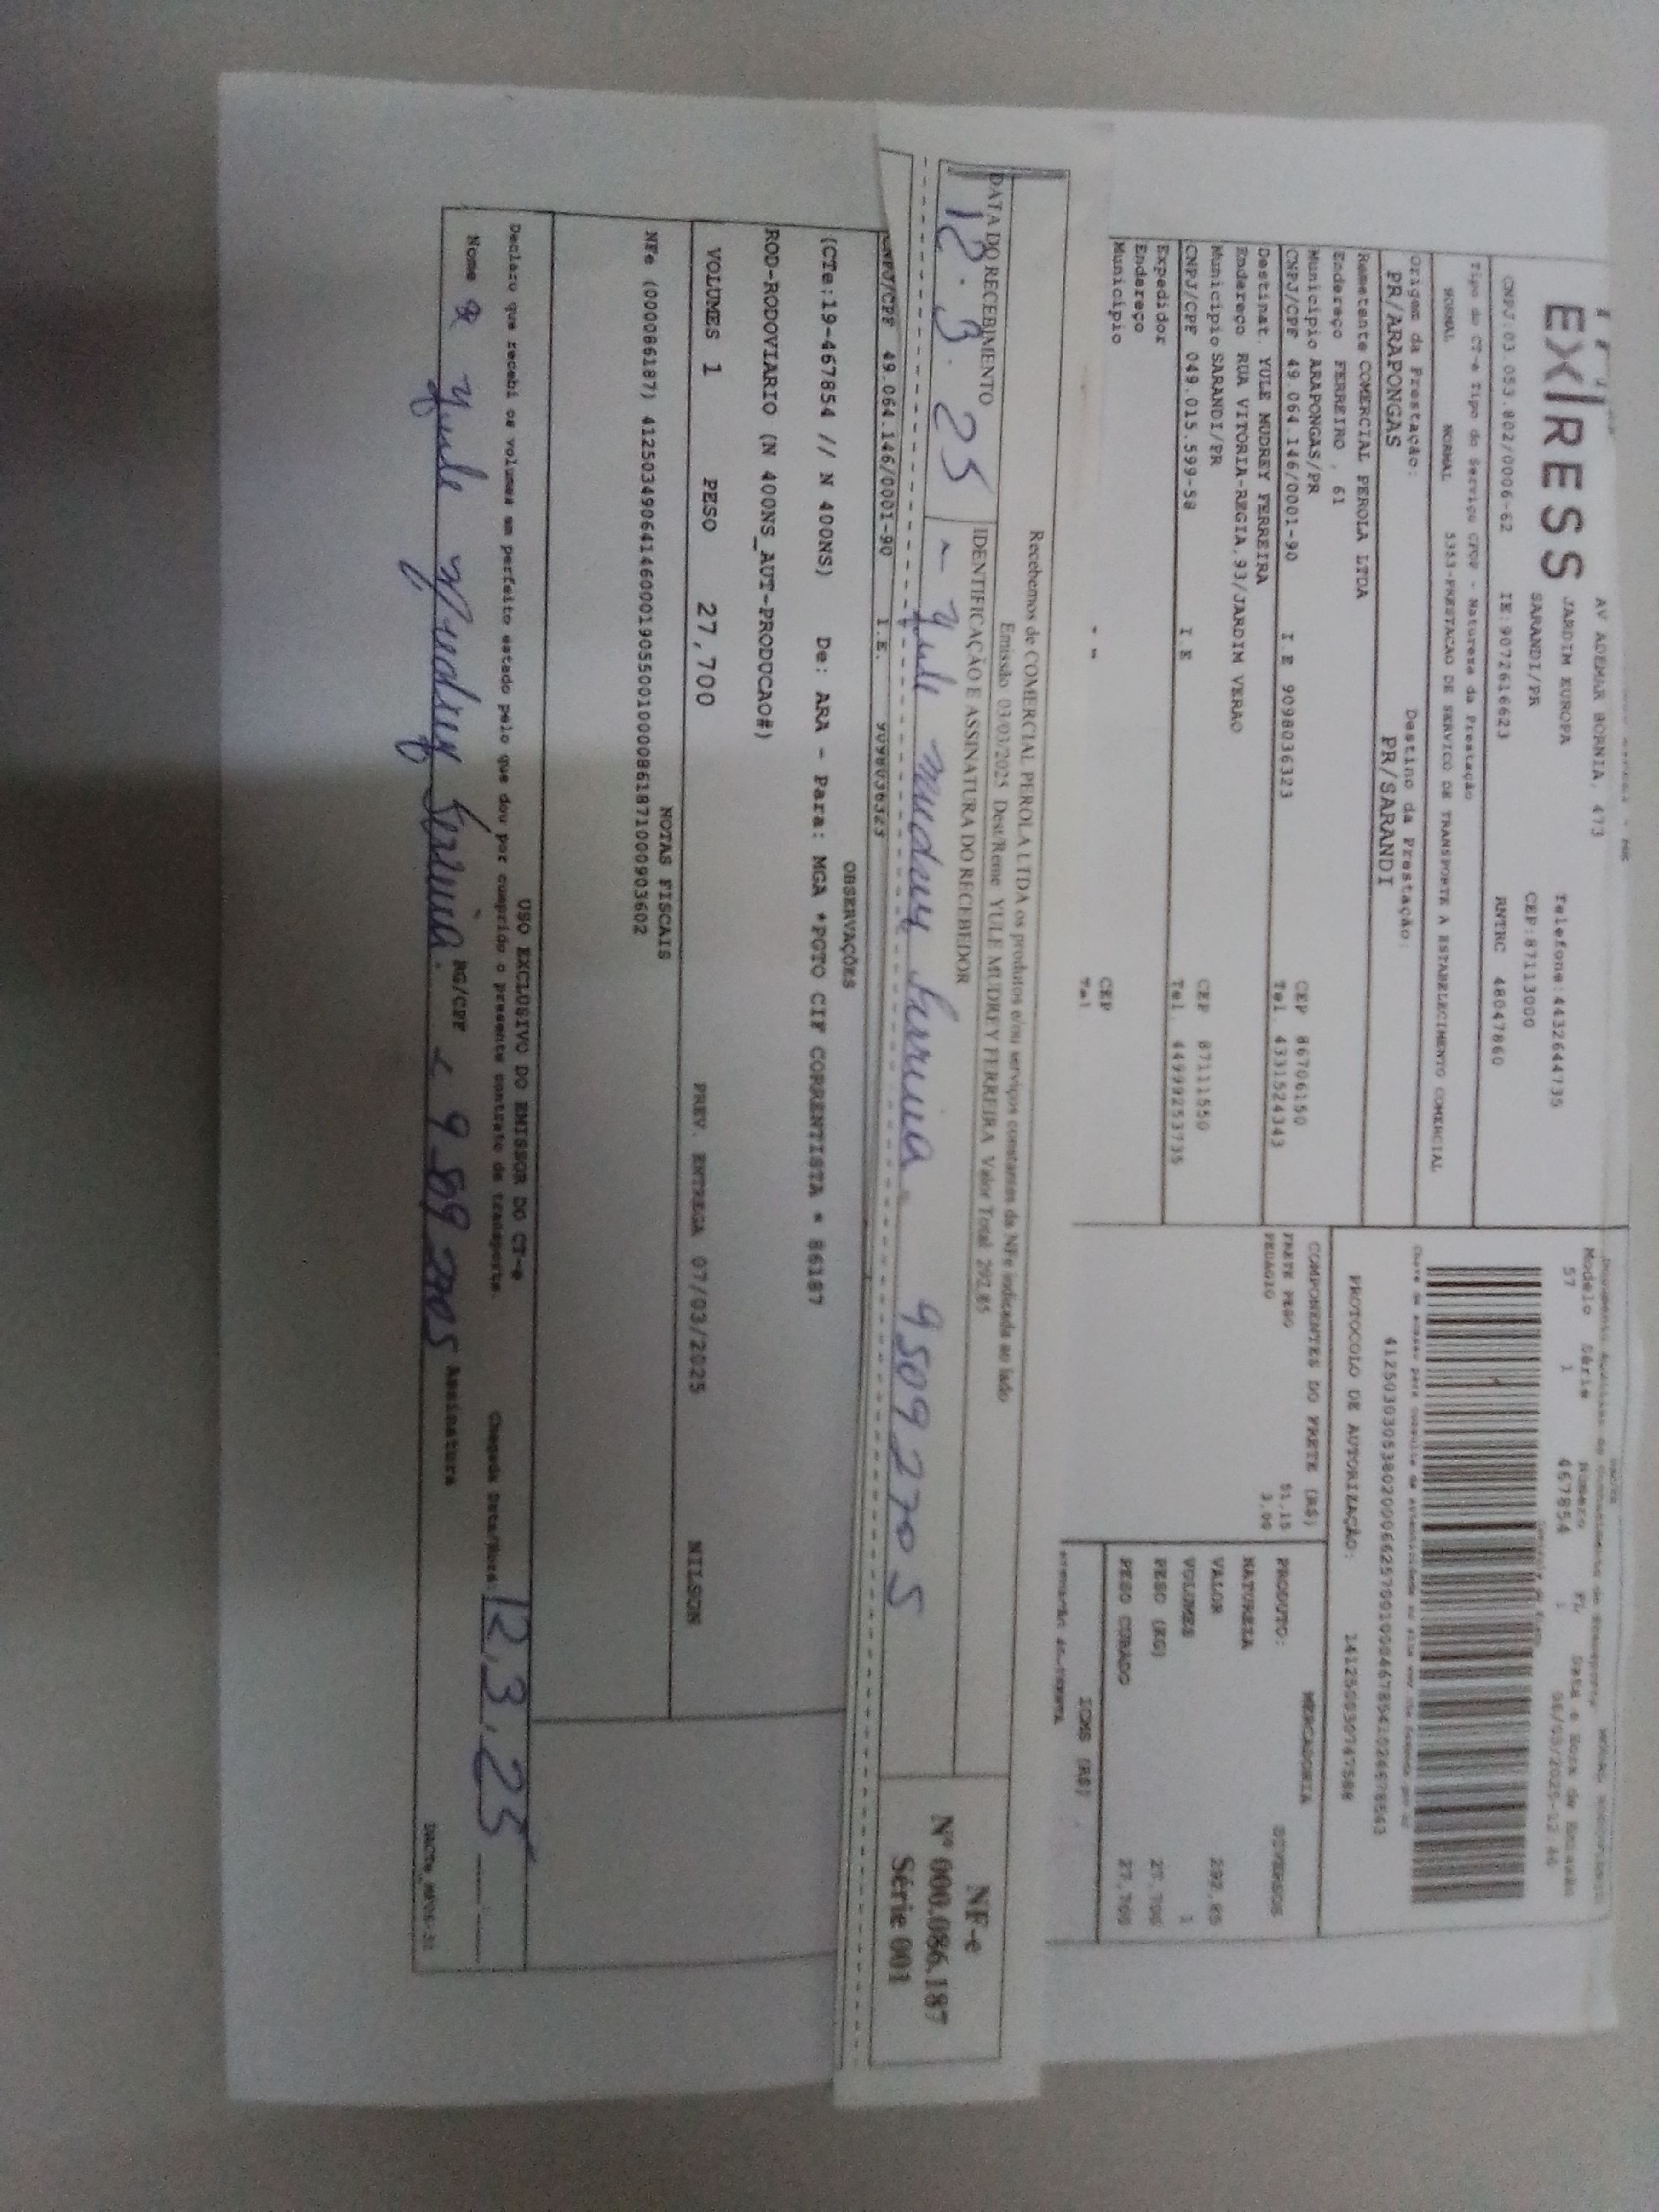 EXPRESS
AV ADEMAR BORNIA, 473
JARDIM EUROPA Telefone:4432644735
SARANDI/PR CEP:87113000
CNPJ:03.053.802/0006-62 IE:9072616623 RNTRC 48047860
Tipo do CT-e Tipo do Serviço CFOP - Natureza da Prestação
NORMAL NORMAL 5353-PRESTACAO DE SERVICO DE TRANSPORTE A ESTABELECIMENTO COMERCIAL
Origem da Prestação: Destino da Prestação:
PR/ARAPONGAS PR/SARANDI
Remetente COMERCIAL PEROLA LTDA
Endereço FERREIRO , 61
Município ARAPONGAS/PR CEP 86706150
CNPJ/CPF 49.064.146/0001-90 I.E 9098036323 Tel 4331524343
Destinat. YULE MUDREY FERREIRA
Endereço RUA VITORIA-REGIA,93/JARDIM VERAO
Município SARANDI/PR CEP 87111550
CNPJ/CPF 049.015.599-58 I.E Tel 44999253735
Expedidor
Endereço
Município CEP
Tel
Modelo Série Número FL Data e Hora de Emissão
57 1 467854 1
PROTOCOLO DE AUTORIZAÇÃO:
COMPONENTES DO FRETE (R$)
FRETE PESO 51,15
PEDAGIO
MERCADORIA
PRODUTO: DIVERSOS
NATUREZA
VALOR 292,85
VOLUMES 1
PESO (KG) 27,700
PESO CUBADO 27,700
ICMS (R$)
Recebemos de COMERCIAL PEROLA LTDA os produtos e/ou serviços constantes da NFe indicada ao lado
Emissão 03/03/2025 Dest/Reme YULE MUDREY FERREIRA Valor Total 292,85
DATA DO RECEBIMENTO IDENTIFICAÇÃO E ASSINATURA DO RECEBEDOR
12.3.25 - Yule Mudrey Ferreira 95092705
NF-e
Nº 000.086.187
Série 001
CNPJ/CPF 49.064.146/0001-90 I.E. 9098036323
OBSERVAÇÕES
(CTe:19-467854 // N 400NS) De: ARA - Para: MGA *PGTO CIF CORRENTISTA * 86187
ROD-RODOVIARIO (N 400NS_AUT-PRODUCAO#)
VOLUMES 1 PESO 27,700 PREV. ENTREGA 07/03/2025 NILSON
NOTAS FISCAIS
NFe (000086187) 41250349064146000190550010000861871000903602
USO EXCLUSIVO DO EMISSOR DO CT-e
Declaro que recebi os volumes em perfeito estado pelo que dou por cumprido o presente contrato de transporte. Chegada Data/Hora: 12,3,25
Nome Yule Mudrey Ferreira. RG/CPF Assinatura